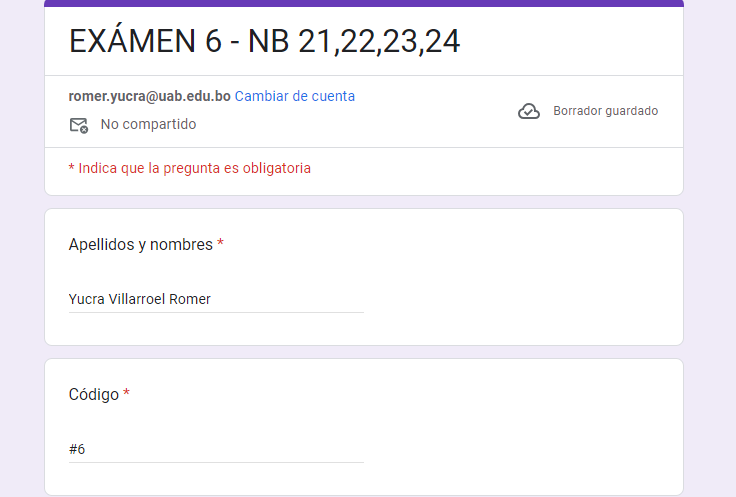 EXÁMEN 6 - NB 21,22,23,24
romer.yucra@uab.edu.bo Cambiar de cuenta
No compartido
Borrador guardado
* Indica que la pregunta es obligatoria
Apellidos y nombres *
Yucra Villarroel Romer
Código *
#6